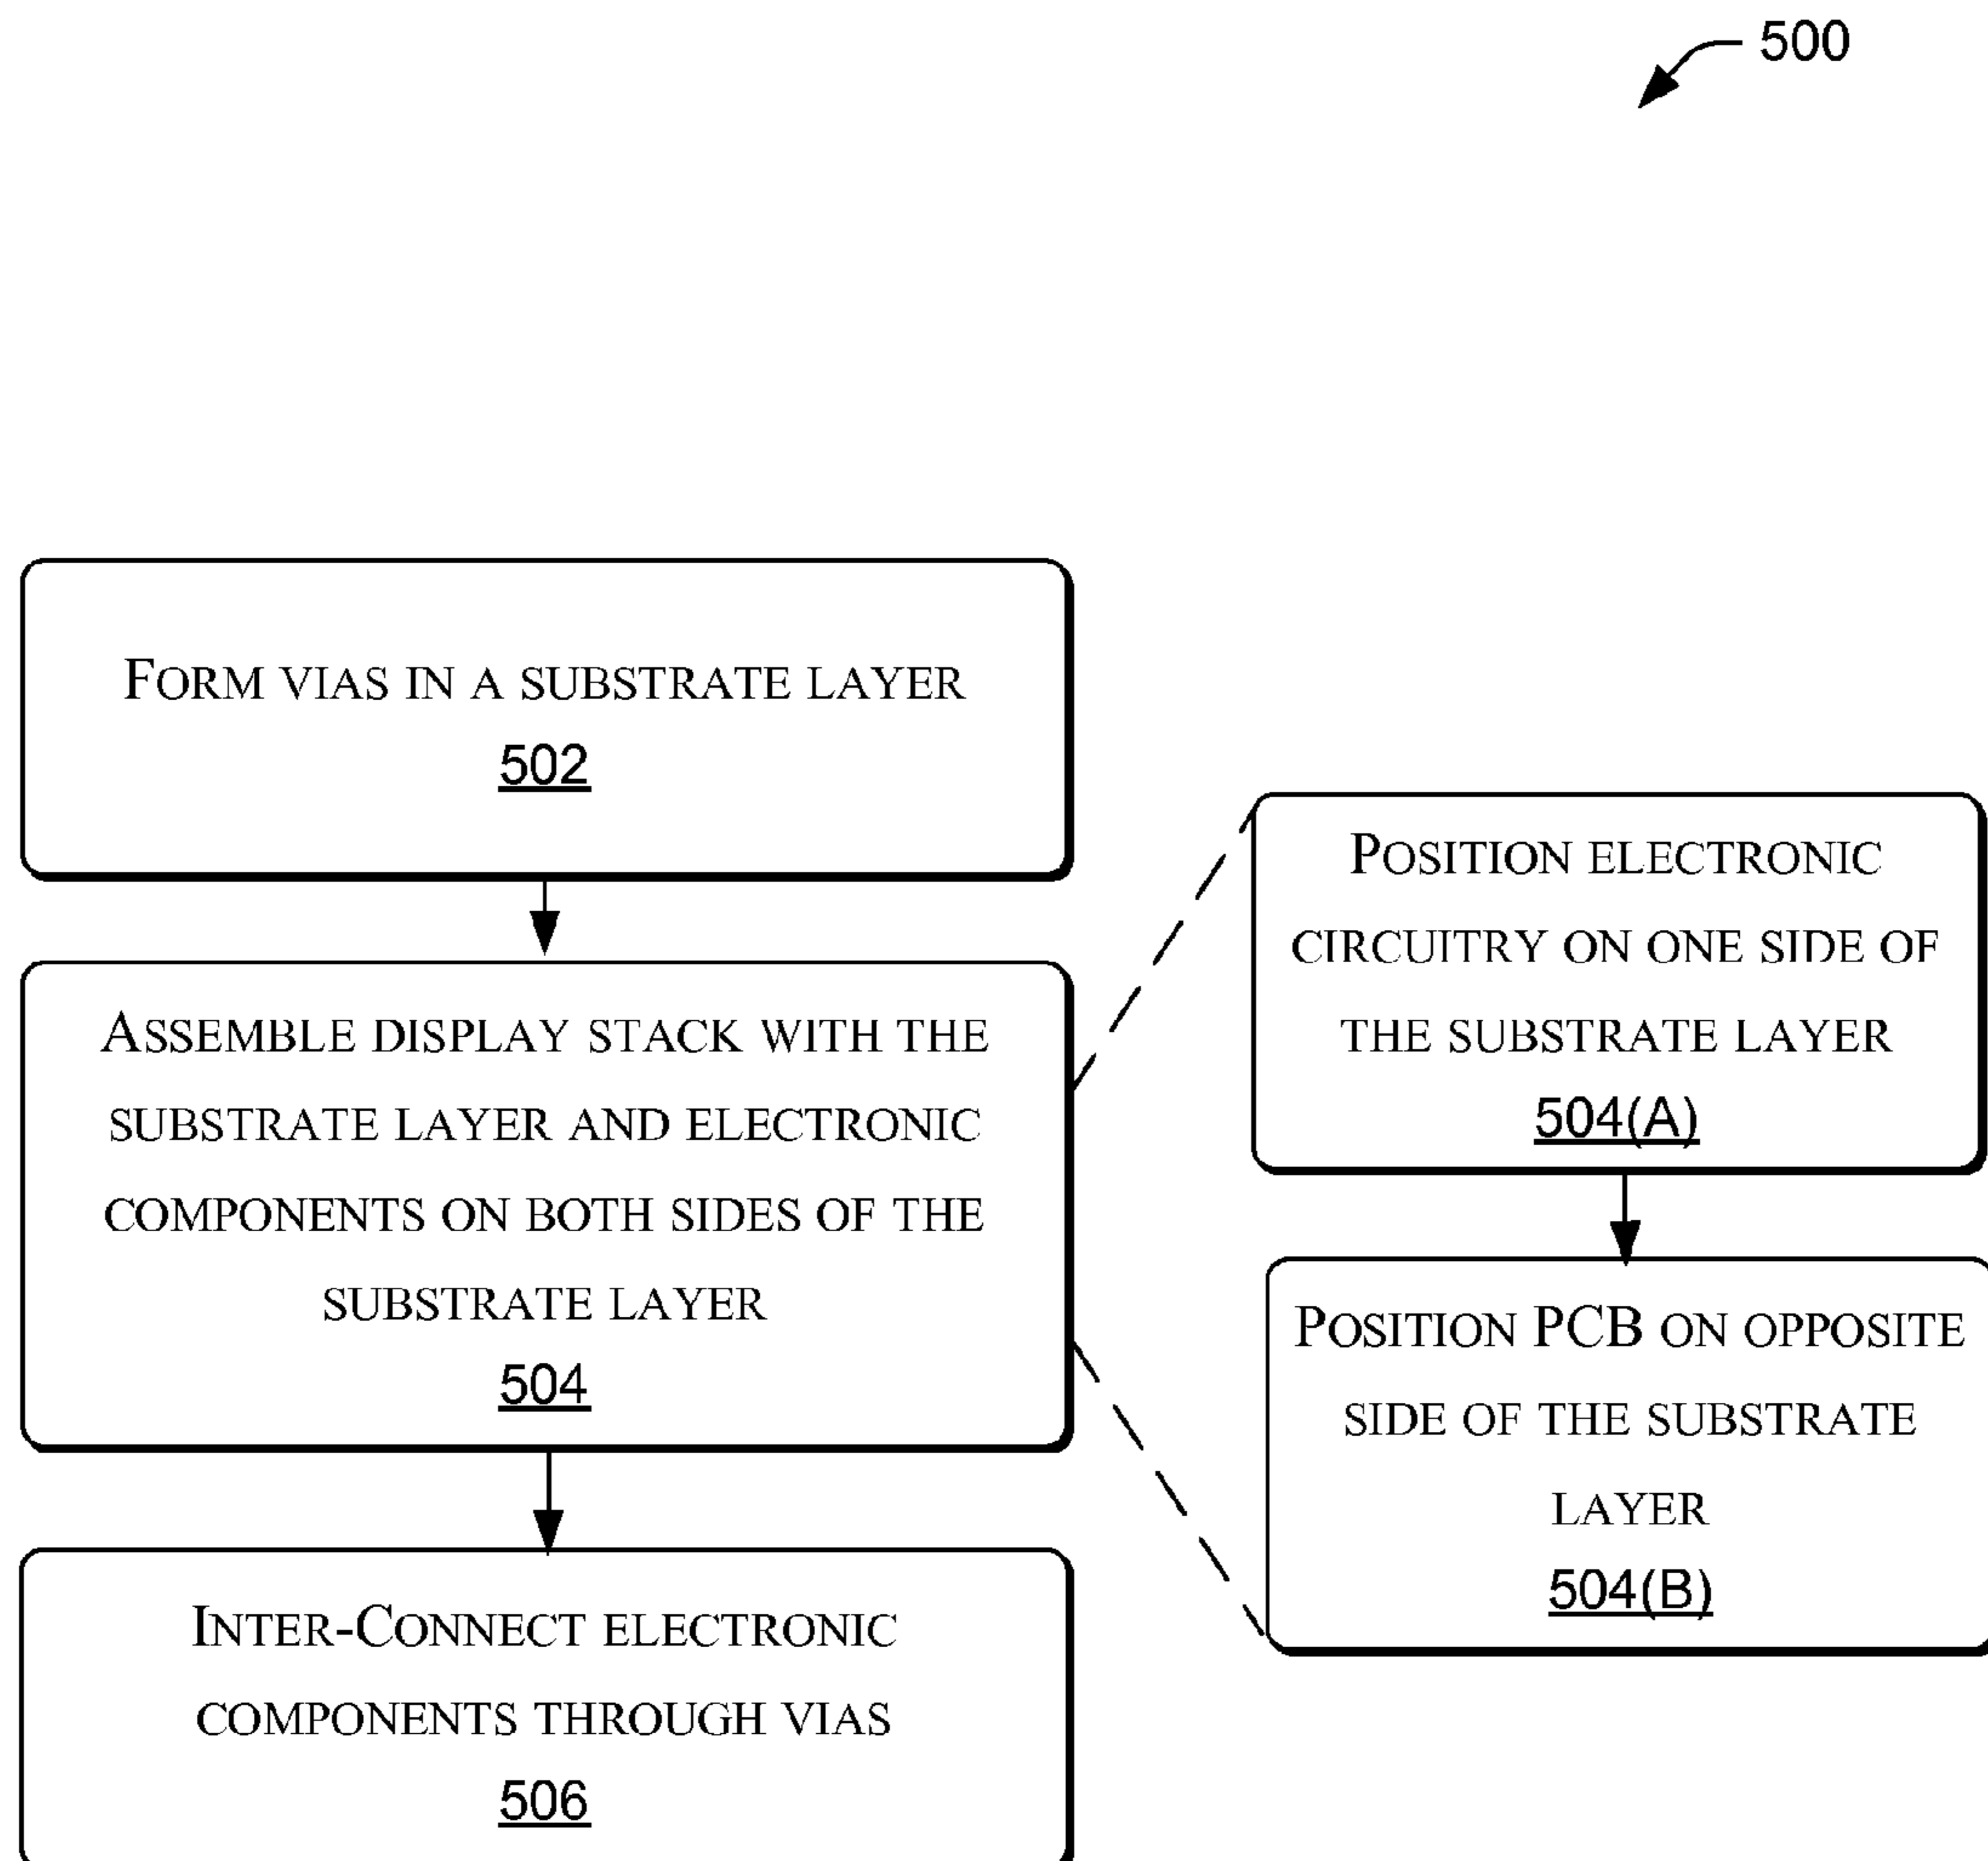 500
FORM VIAS IN A SUBSTRATE LAYER
502
ASSEMBLE DISPLAY STACK WITH THE
SUBSTRATE LAYER AND ELECTRONIC
COMPONENTS ON BOTH SIDES OF THE
SUBSTRATE LAYER
504
POSITION ELECTRONIC
CIRCUITRY ON ONE SIDE OF
THE SUBSTRATE LAYER
504(A)
POSITION PCB ON OPPOSITE
SIDE OF THE SUBSTRATE
LAYER
504(B)
INTER-CONNECT ELECTRONIC
COMPONENTS THROUGH VIAS
506